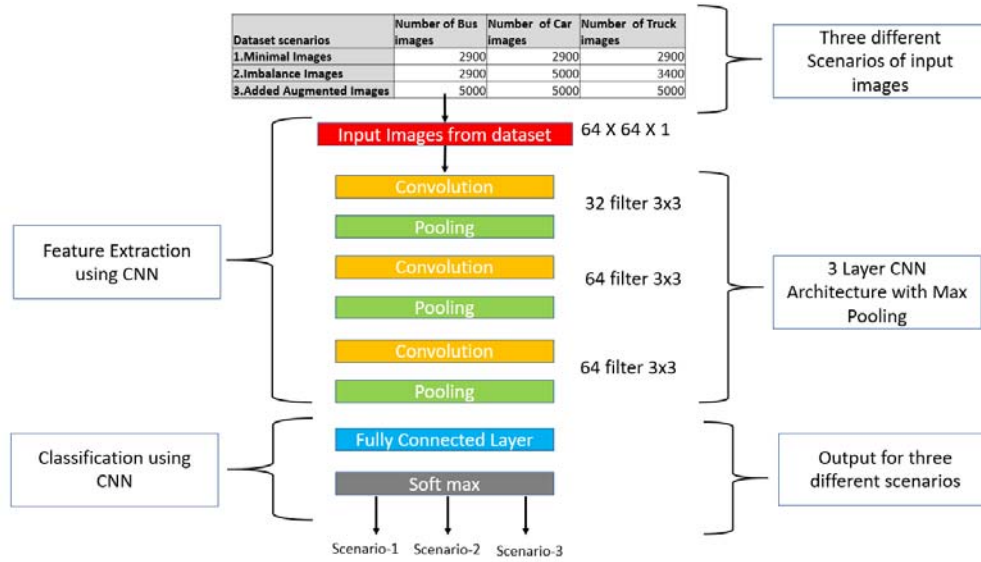 Dataset scenarios Number of Bus images Number of Car images Number of Truck images
1.Minimal Images 2900 2900 2900
2.Imbalance Images 2900 5000 3400
3.Added Augmented Images 5000 5000 5000
Three different
Scenarios of input
images
Input Images from dataset
64 X 64 X 1
Convolution
32 filter 3x3
Pooling
Feature Extraction
using CNN
Convolution
64 filter 3x3
Pooling
3 Layer CNN
Architecture with Max
Pooling
Convolution
64 filter 3x3
Pooling
Fully Connected Layer
Classification using
CNN
Soft max
Output for three
different scenarios
Scenario-1
Scenario-2
Scenario-3